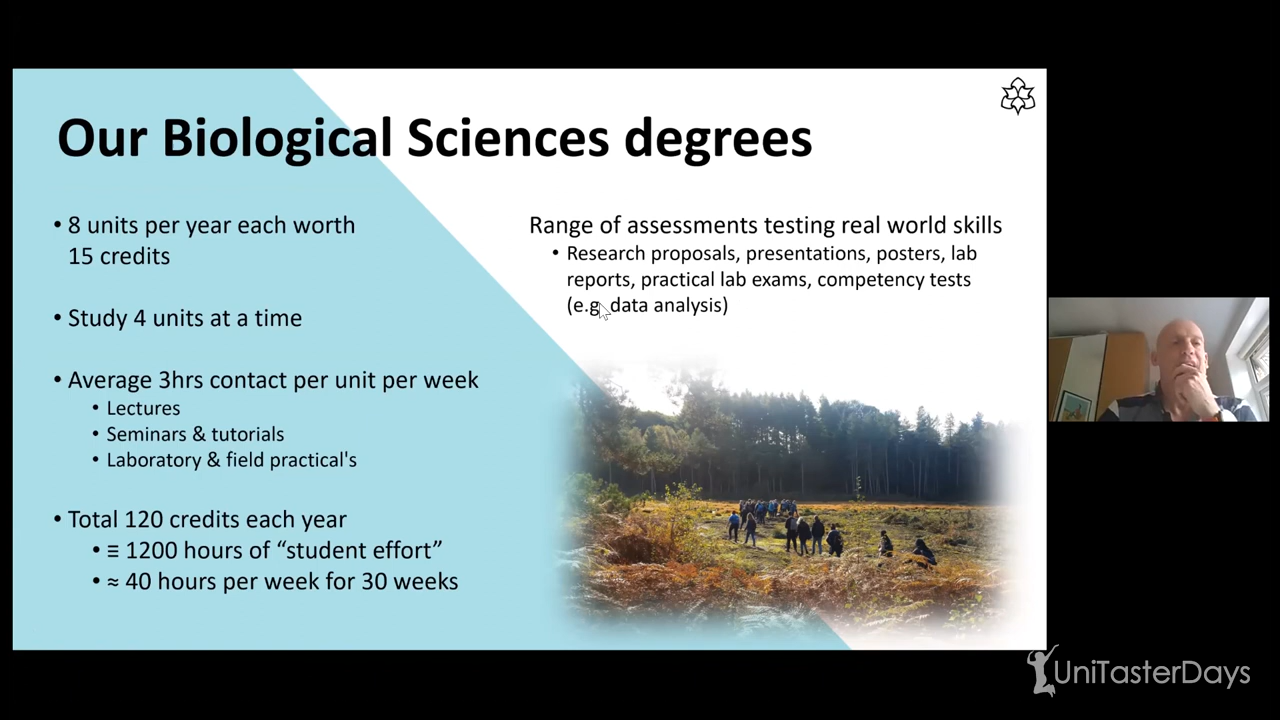 Our Biological Sciences degrees
• 8 units per year each worth
15 credits
• Study 4 units at a time
• Average 3hrs contact per unit per week
• Lectures
• Seminars & tutorials
• Laboratory & field practical's
• Total 120 credits each year
• ≡ 1200 hours of “student effort”
• ≈ 40 hours per week for 30 weeks
Range of assessments testing real world skills
• Research proposals, presentations, posters, lab
reports, practical lab exams, competency tests
(e.g. data analysis)
UniTasterDays